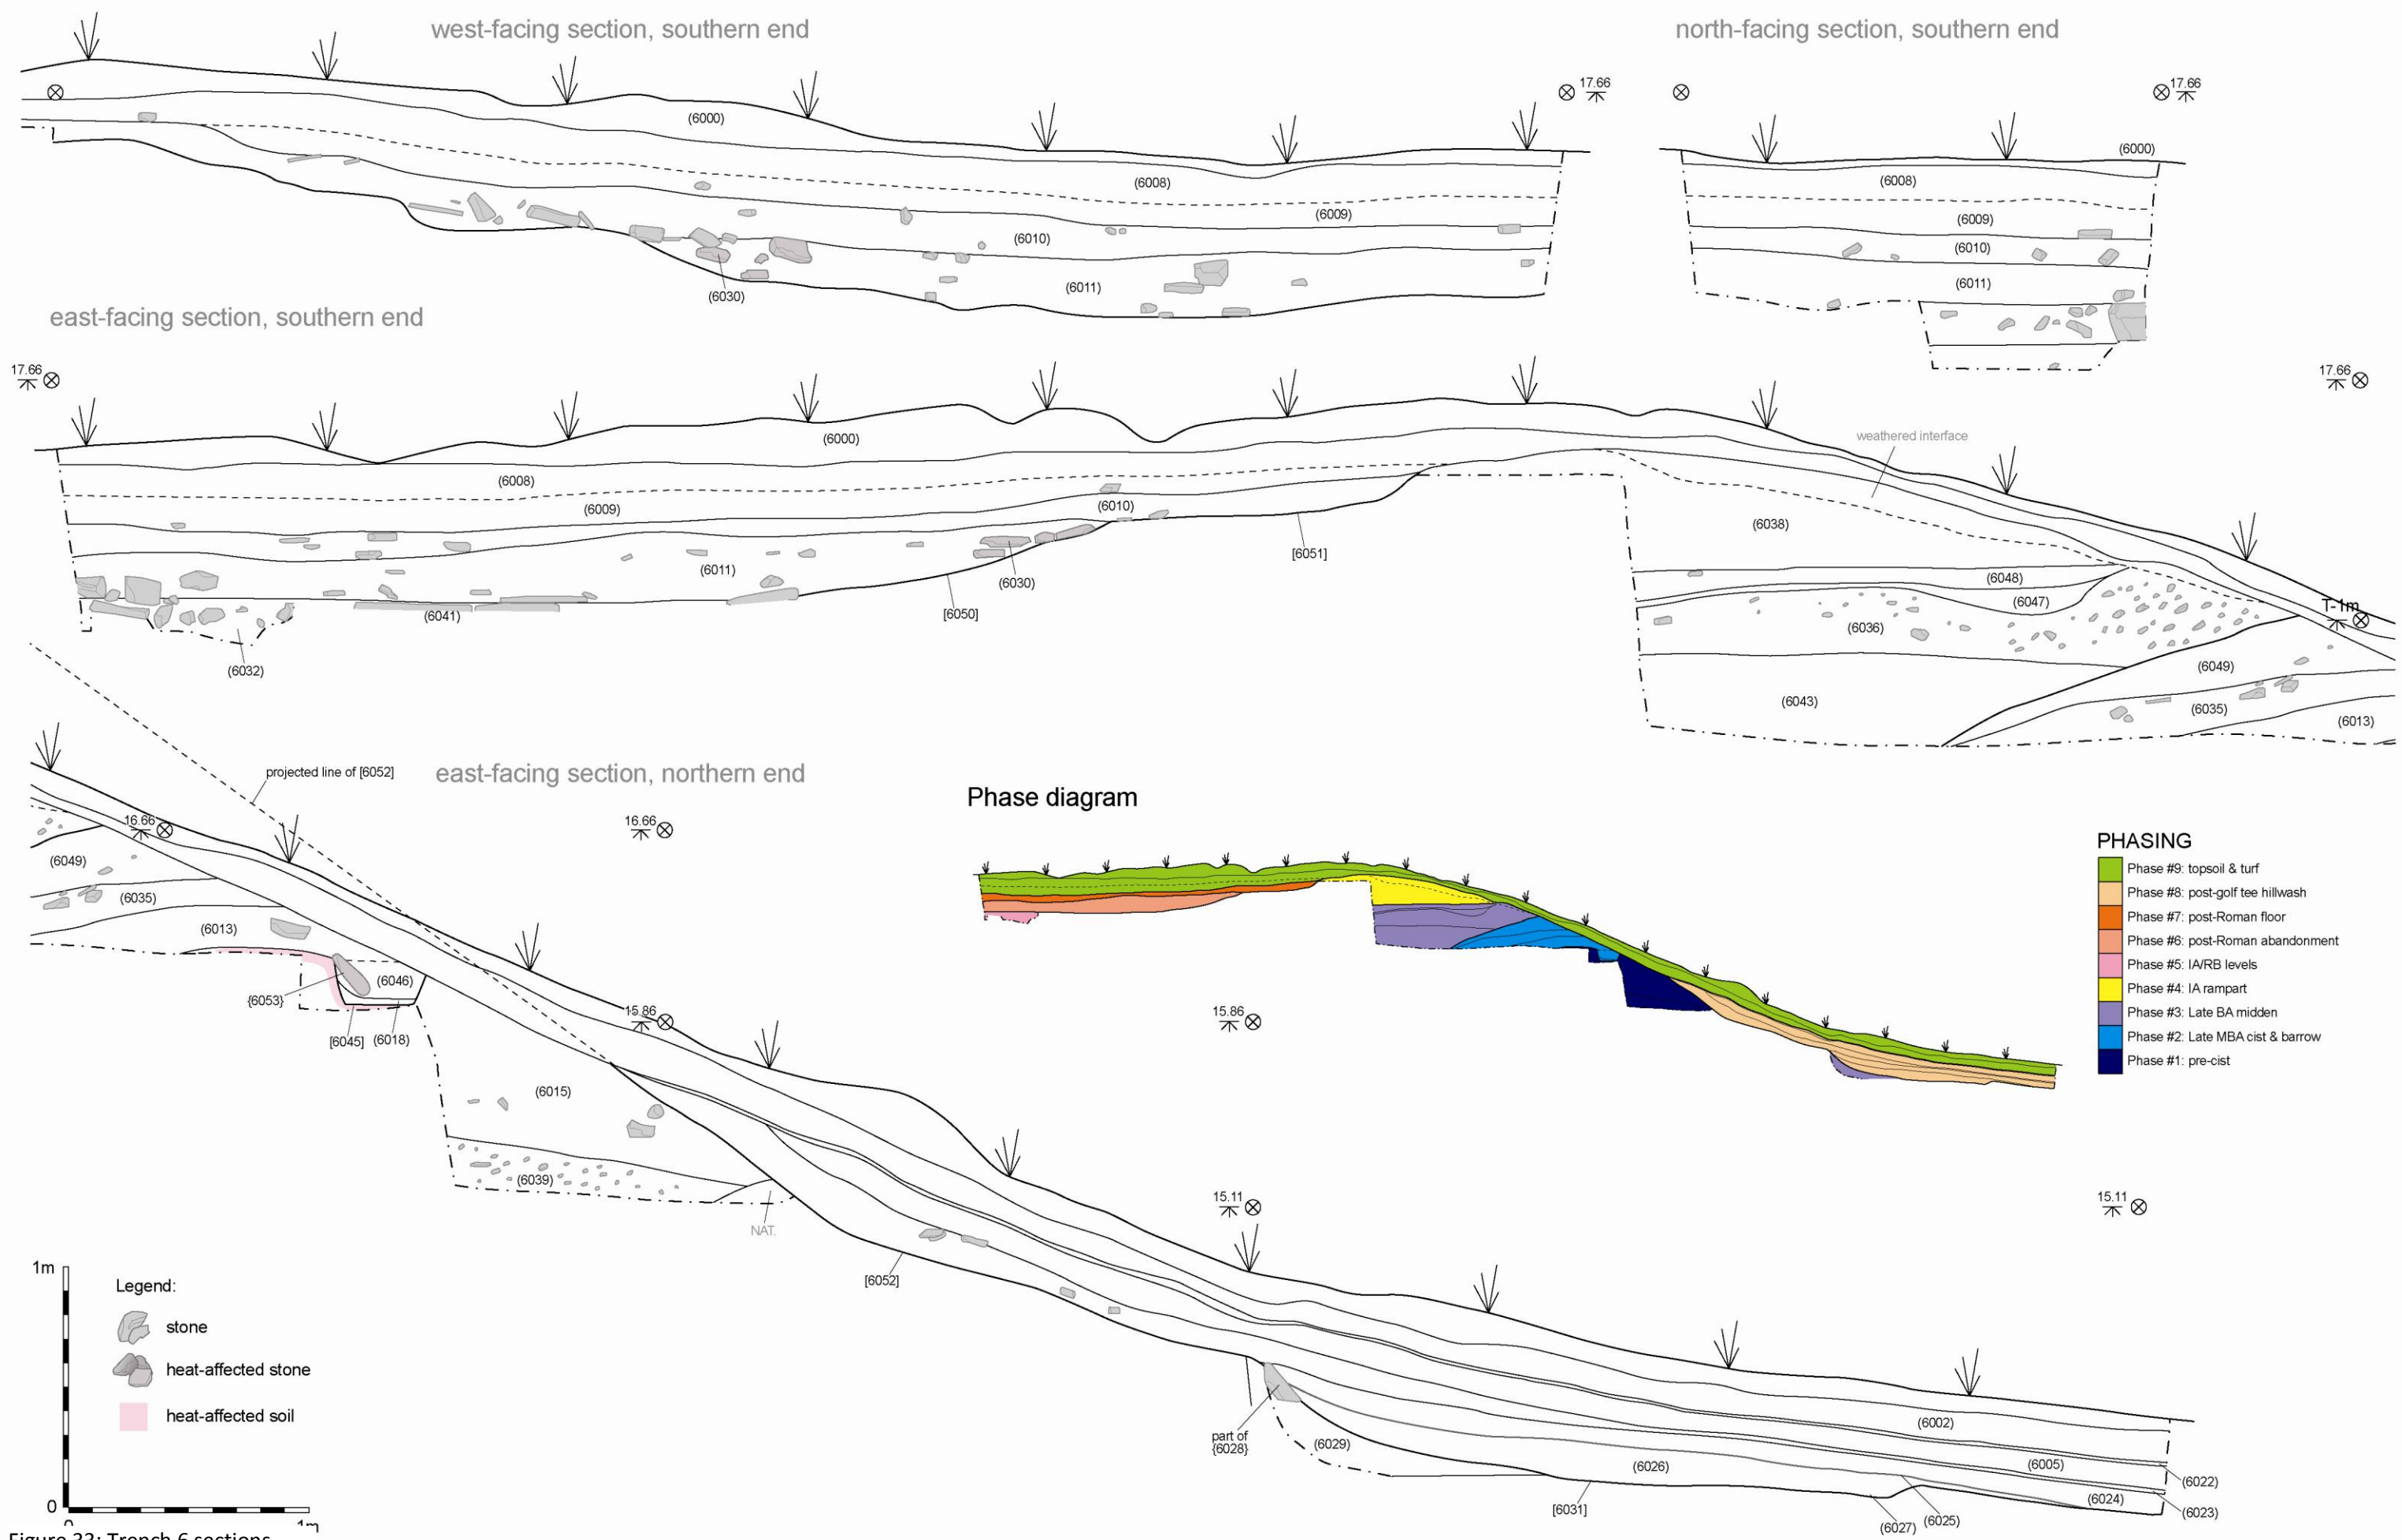 west-facing section, southern end
north-facing section, southern end
17.66
17.66
(6000)
(6000)
(6008)
(6008)
(6009)
(6009)
(6010)
(6010)
(6011)
(6011)
(6030)
east-facing section, southern end
17.66
17.66
(6000)
weathered interface
(6008)
(6009)
(6010)
(6038)
[6051]
(6011)
(6030)
(6048)
(6047)
T-1m
(6041)
[6050]
(6036)
(6032)
(6049)
(6043)
(6035)
(6013)
projected line of [6052]
east-facing section, northern end
Phase diagram
16.66
16.66
PHASING
Phase #9: topsoil & turf
Phase #8: post-golf tee hillwash
Phase #7: post-Roman floor
Phase #6: post-Roman abandonment
Phase #5: IA/RB levels
Phase #4: IA rampart
Phase #3: Late BA midden
Phase #2: Late MBA cist & barrow
Phase #1: pre-cist
(6049)
(6035)
(6013)
(6046)
{6053}
15.86
15.86
[6045]
(6018)
(6015)
(6039)
NAT.
15.11
15.11
[6052]
1m
Legend:
stone
heat-affected stone
heat-affected soil
0
0
1m
part of
{6028}
(6029)
(6002)
(6005)
(6026)
(6022)
(6024)
(6023)
[6031]
(6027)
(6025)
Figure 33: Trench 6 sections